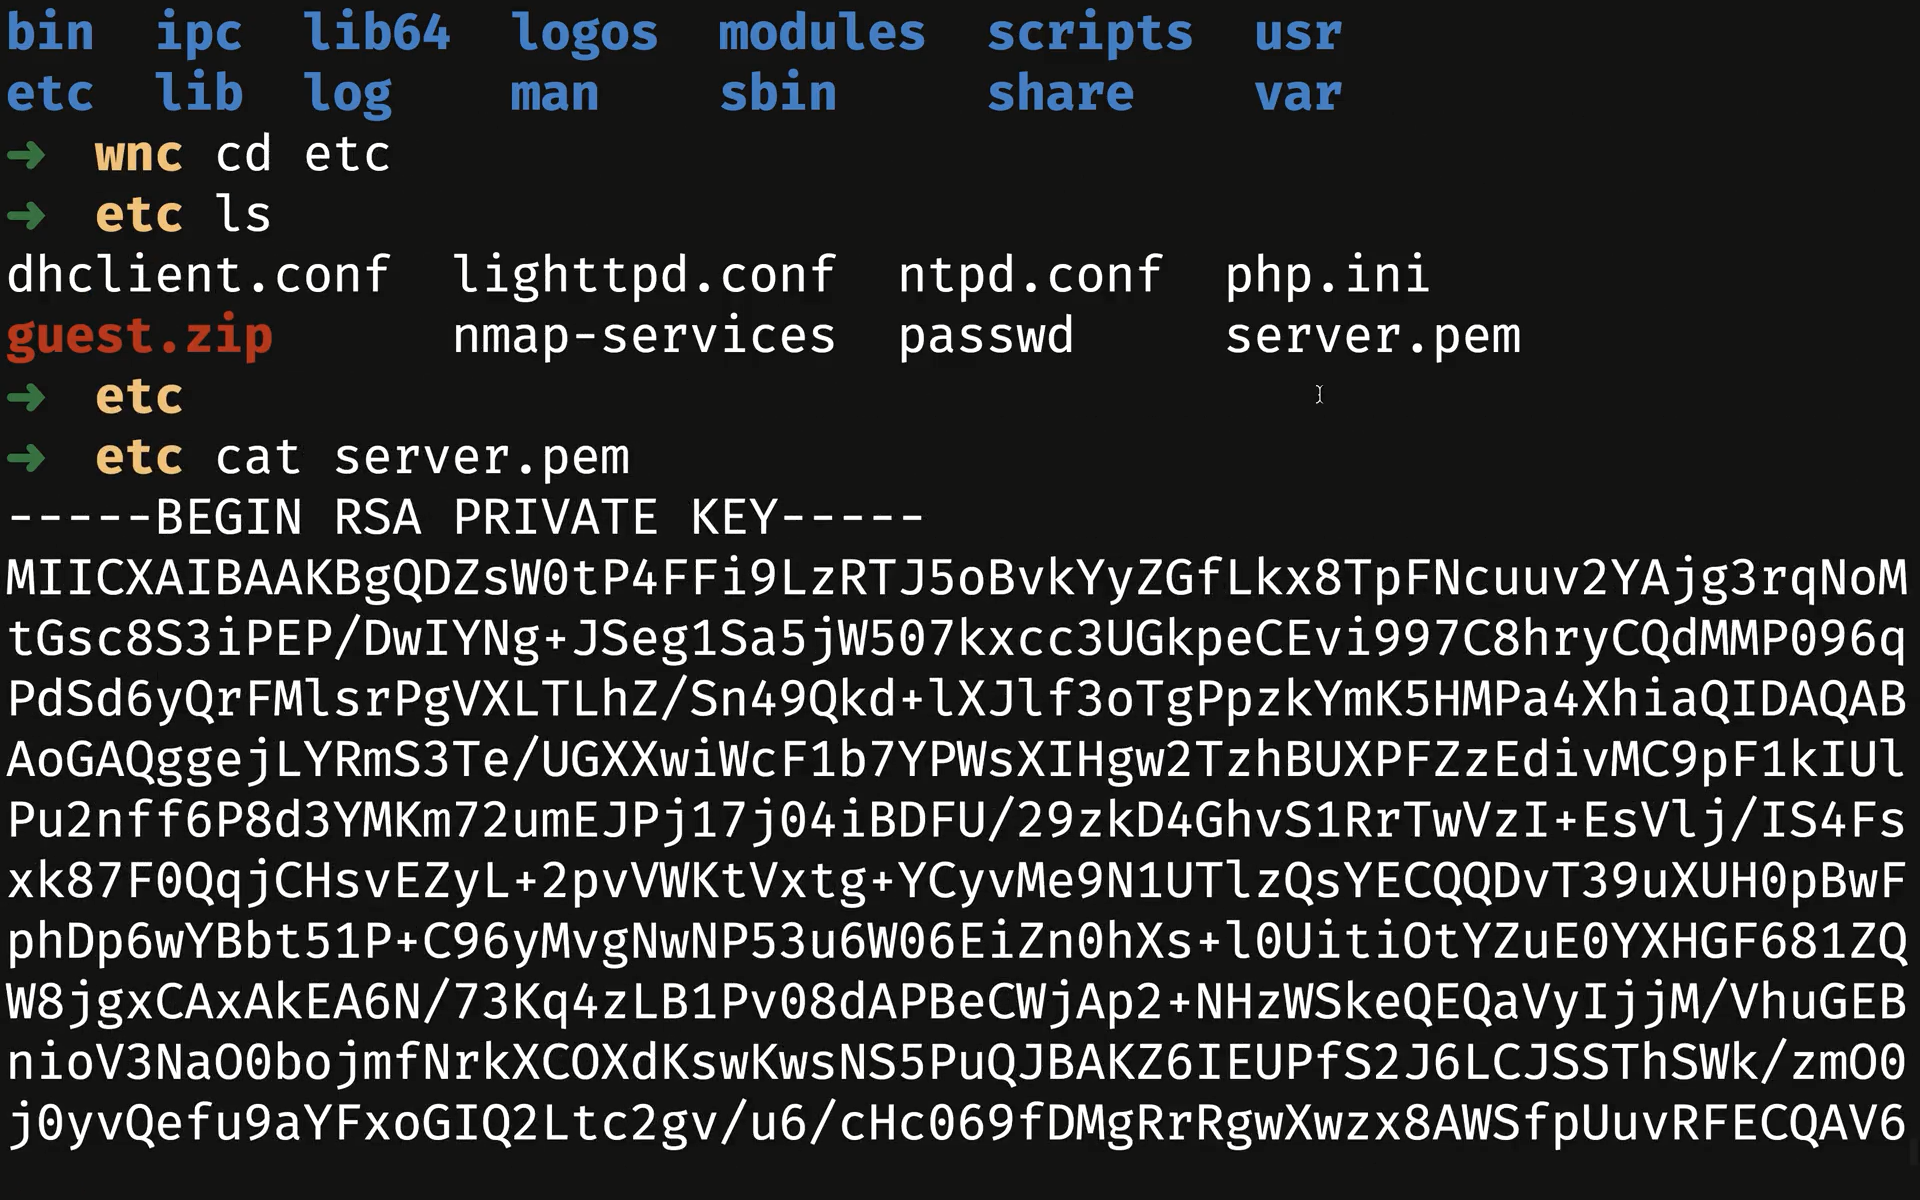 bin ipc lib64 logos modules scripts usr
etc lib log man sbin share var
➜ wnc cd etc
➜ etc ls
dhclient.conf lighttpd.conf ntpd.conf php.ini
guest.zip nmap-services passwd server.pem
➜ etc
➜ etc cat server.pem
-----BEGIN RSA PRIVATE KEY-----
MIICXAIBAAKBgQDZsW0tP4FFi9LzRTJ5oBvkYyZGfLkx8TpFNcuuv2YAjg3rqNoM
tGsc8S3iPEP/DwIYNg+JSeg1Sa5jW507kxcc3UGkpeCEvi997C8hryCQdMMP096q
PdSd6yQrFMlsrPgVXLTLhZ/Sn49Qkd+lXJlf3oTgPpzkYmK5HMPa4XhiaQIDAQAB
AoGAQggejLYRmS3Te/UGXXwiWcF1b7YPWsXIHgw2TzhBUXPFZzEdivMC9pF1kIUl
Pu2nff6P8d3YMKm72umEJPj17j04iBDFU/29zkD4GhvS1RrTwVzI+EsVlj/IS4Fs
xk87F0QqjCHsvEZyL+2pvVWKtVxtg+YCyvMe9N1UTlzQsYECQQDvT39uXUH0pBwF
phDp6wYBbt51P+C96yMvgNwNP53u6W06EiZn0hXs+l0UitiOtYZuE0YXHGF681ZQ
W8jgxCAxAkEA6N/73Kq4zLB1Pv08dAPBeCWjAp2+NHzWSkeQEQaVyIjjM/VhuGEB
nioV3NaO0bojmfNrkXCOXdKswKwsNS5PuQJBAKZ6IEUPfS2J6LCJSSThSWk/zmO0
j0yvQefu9aYFxoGIQ2Ltc2gv/u6/cHc069fDMgRrRgwXwzx8AWSfpUuvRFECQAV6